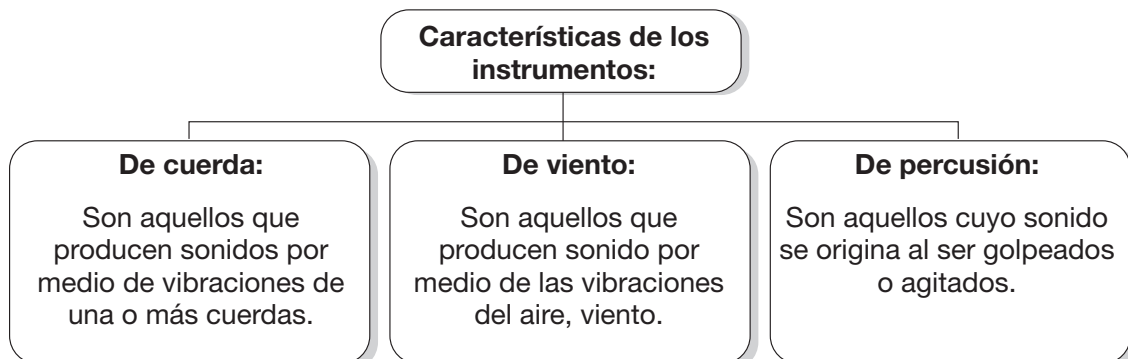 Características de los
instrumentos:
De cuerda:
Son aquellos que
producen sonidos por
medio de vibraciones de
una o más cuerdas.
De viento:
Son aquellos que
producen sonido por
medio de las vibraciones
del aire, viento.
De percusión:
Son aquellos cuyo sonido
se origina al ser golpeados
o agitados.